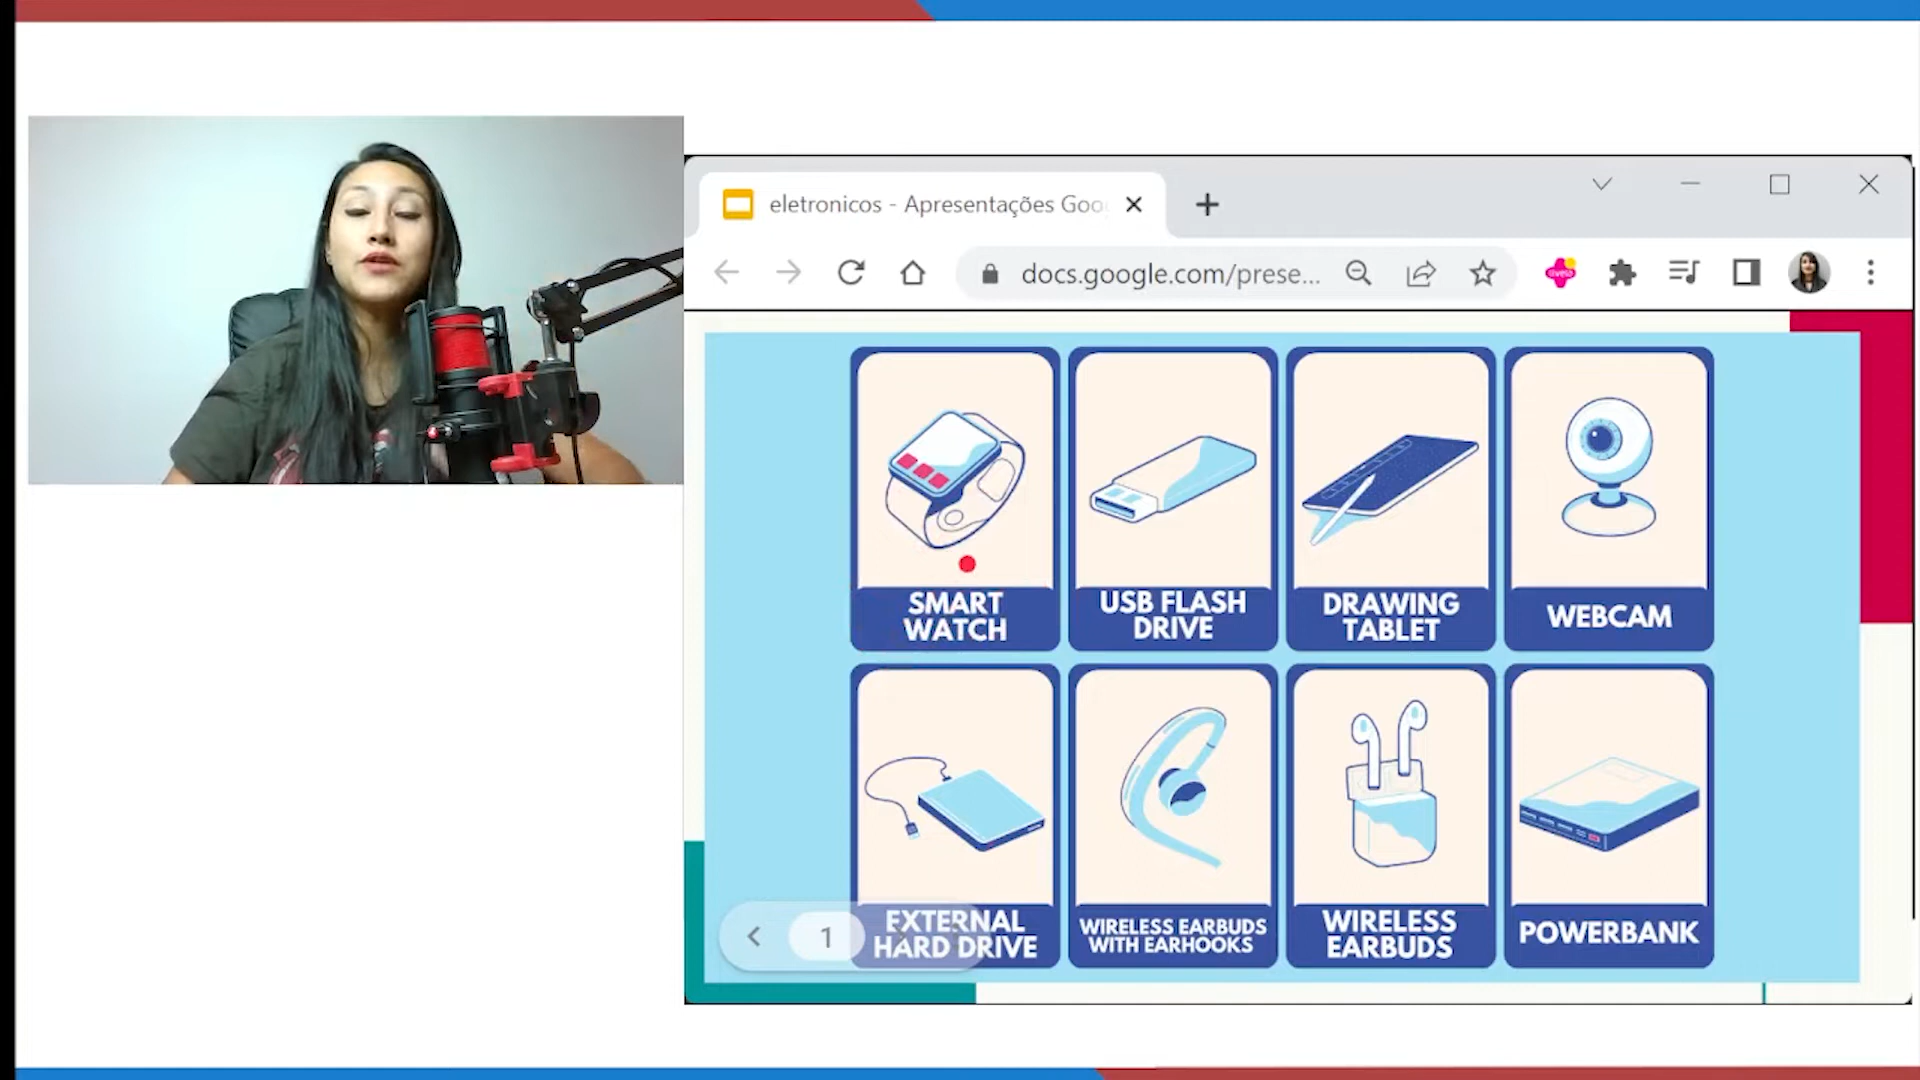 eletronicos - Apresentações Goo
docs.google.com/prese...
SMART
WATCH
USB FLASH
DRIVE
DRAWING
TABLET
WEBCAM
EXTERNAL
HARD DRIVE
WIRELESS EARBUDS
WITH EARHOOKS
WIRELESS
EARBUDS
POWERBANK
1